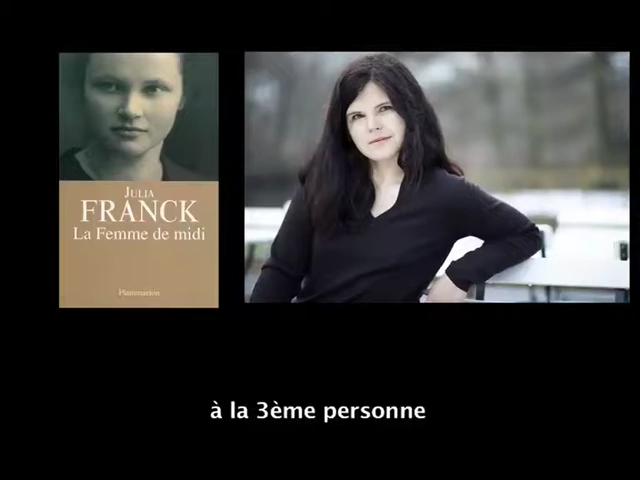 JULIA
FRANCK
La Femme de midi
Flammarion
à la 3ème personne